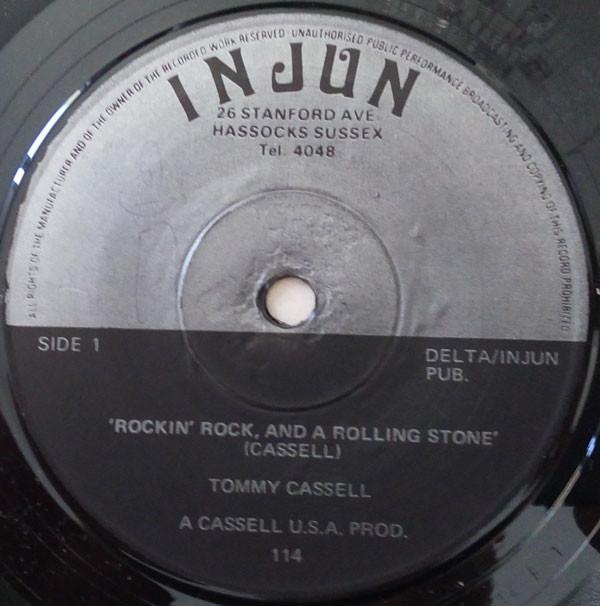 ALL RIGHTS OF THE MANUFACTURER AND OF THE OWNER OF THE RECORDED WORK RESERVED · UNAUTHORISED PUBLIC PERFORMANCE BROADCASTING AND COPYING OF THIS RECORD PROHIBITED
INJUN
26 STANFORD AVE
HASSOCKS SUSSEX
Tel. 4048
SIDE 1
DELTA/INJUN
PUB.
'ROCKIN' ROCK, AND A ROLLING STONE'
(CASSELL)
TOMMY CASSELL
A CASSELL U.S.A. PROD.
114